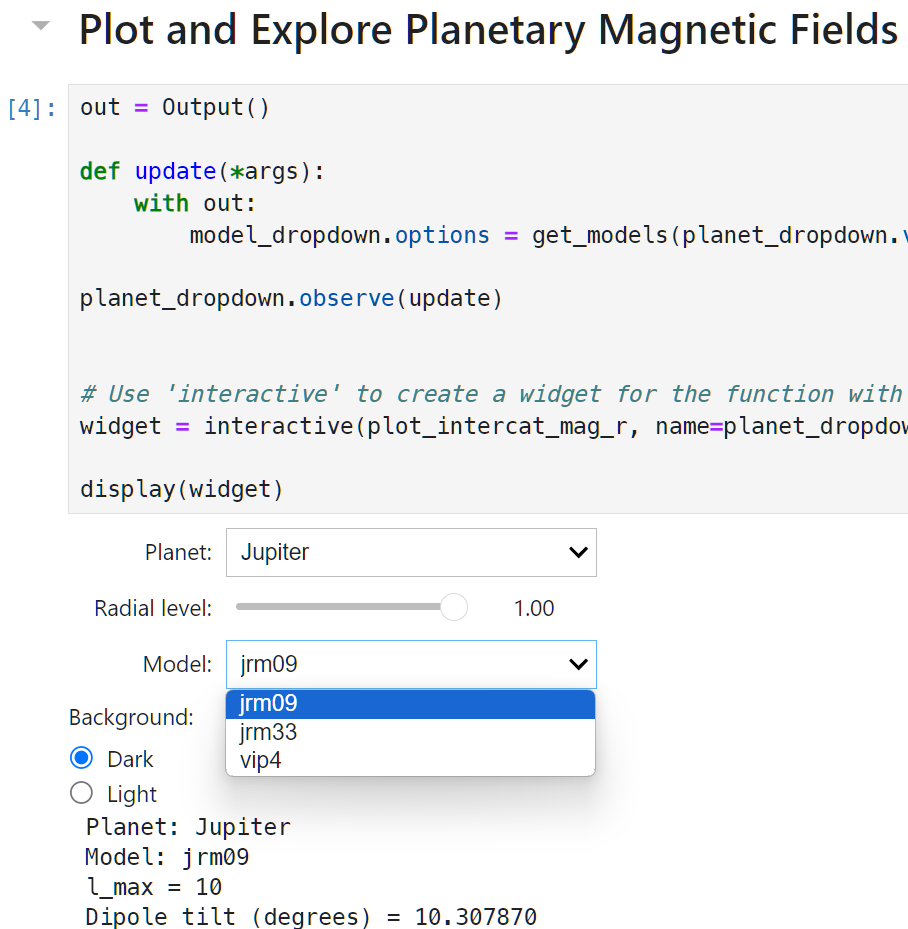 Plot and Explore Planetary Magnetic Fields
[4]:
out = Output()
def update(*args):
with out:
model_dropdown.options = get_models(planet_dropdown.
planet_dropdown.observe(update)
# Use 'interactive' to create a widget for the function with
widget = interactive(plot_intercat_mag_r, name=planet_dropdow
display(widget)
Planet: Jupiter
Radial level: 1.00
Model: jrm09
jrm09
Background:
jrm33
Dark
vip4
Light
Planet: Jupiter
Model: jrm09
l_max = 10
Dipole tilt (degrees) = 10.307870